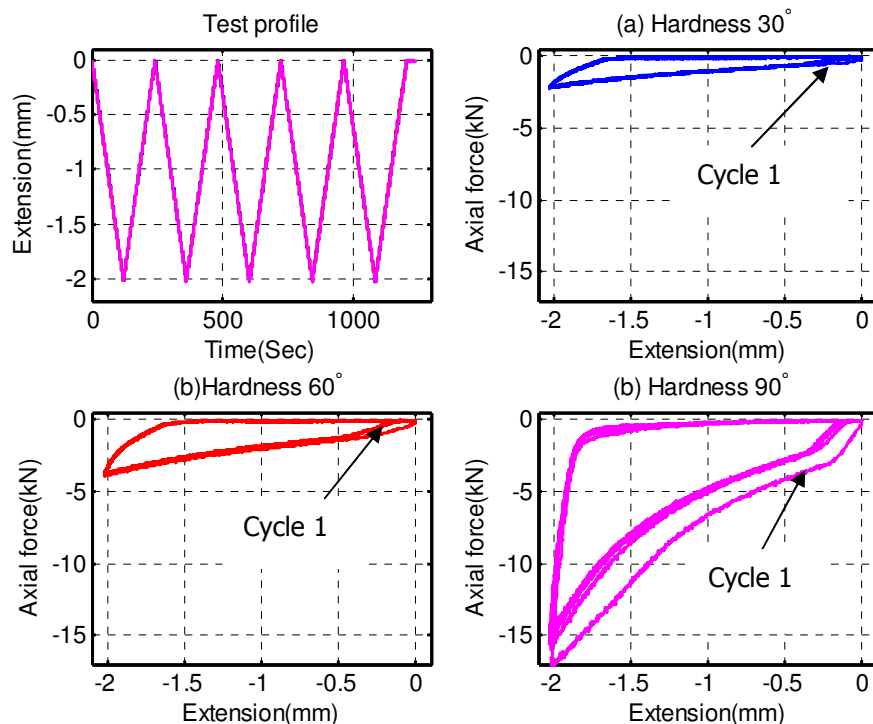 Test profile
0
-0.5
-1
-1.5
-2
Extension(mm)
0 500 1000
Time(Sec)
(a) Hardness 30°
0
-5
-10
-15
Axial force(kN)
Cycle 1
-2 -1.5 -1 -0.5 0
Extension(mm)
(b)Hardness 60°
0
-5
-10
-15
Axial force(kN)
Cycle 1
-2 -1.5 -1 -0.5 0
Extension(mm)
(b) Hardness 90°
0
-5
-10
-15
Axial force(kN)
Cycle 1
-2 -1.5 -1 -0.5 0
Extension(mm)